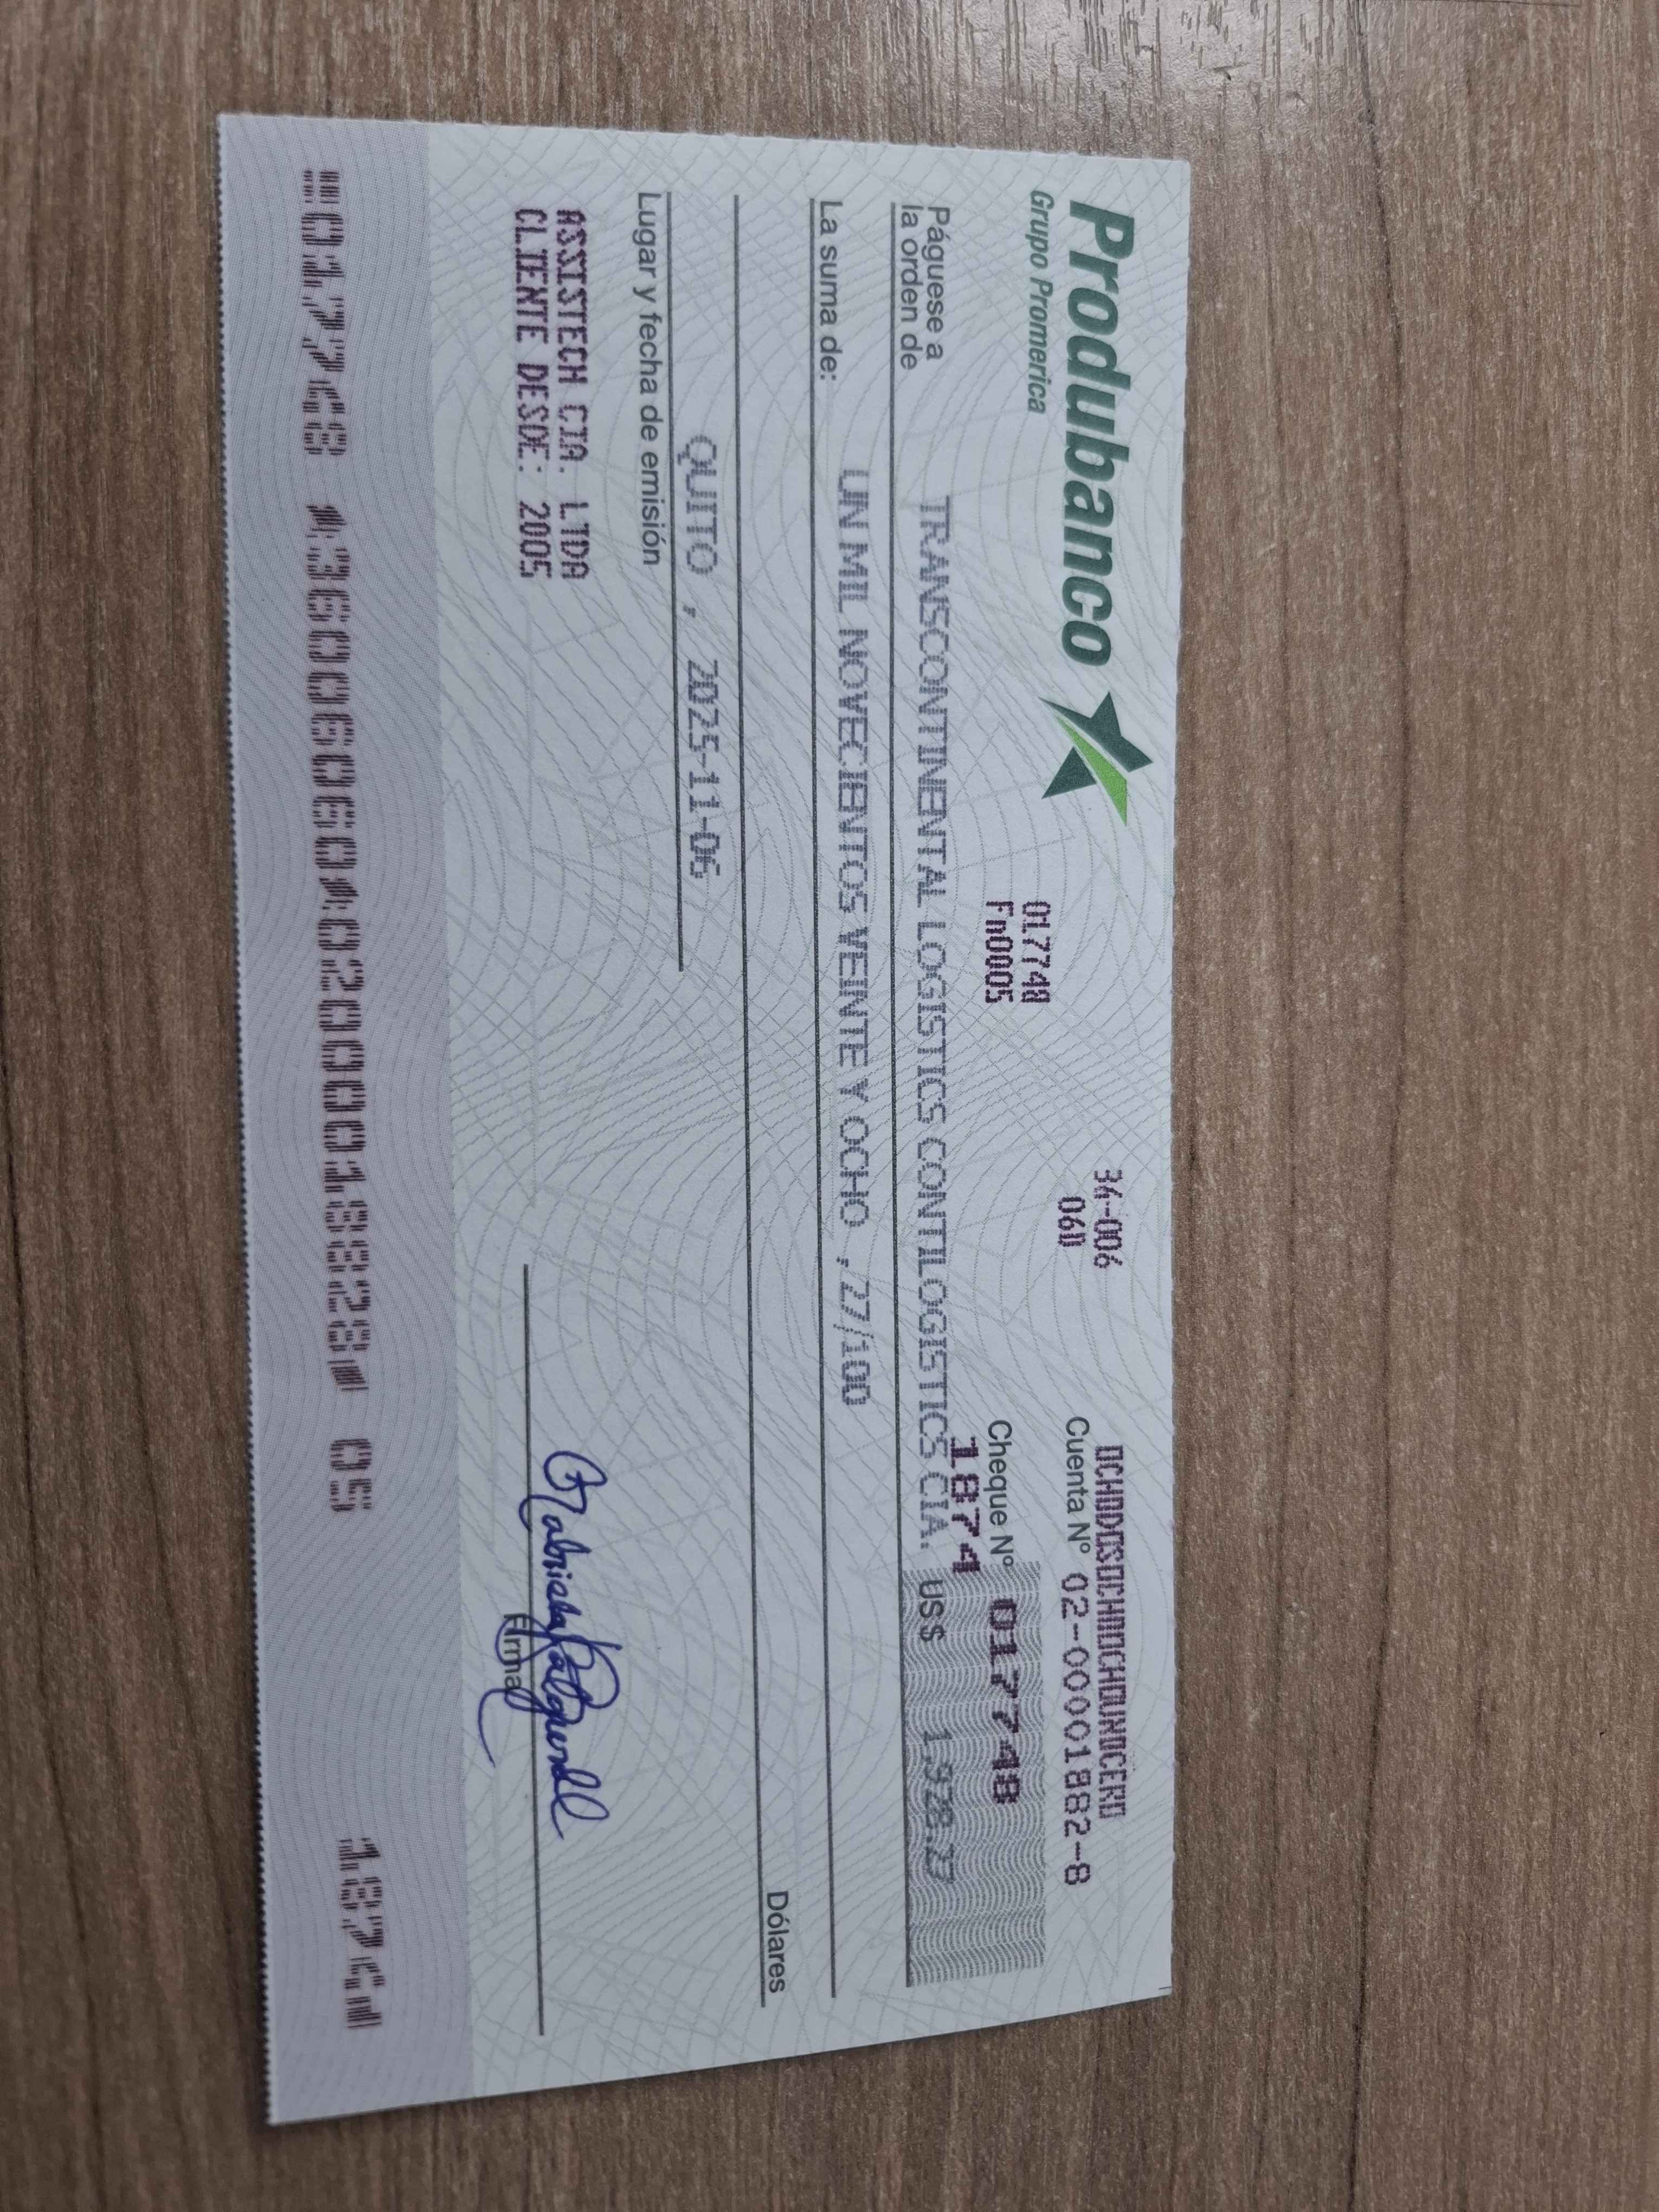 Produbanco
Grupo Promerica
36-006
060
OCHODOSOCHOOCHOUNOCERO
Cuenta Nº 02-00001882-8
017748
Fn0005
Cheque Nº 017748
1874
Páguese a
la orden de TRANSCONTINENTAL LOGISTICS CONTILOGISTICS CIA. US$ 1,928.27
La suma de: UN MIL NOVECIENTOS VEINTE Y OCHO , 27/100
Dólares
QUITO , 2025-11-06
Lugar y fecha de emisión
ASSISTECH CIA. LTDA
CLIENTE DESDE: 2005
Firma
017748 36006060 02000018828 05 1874